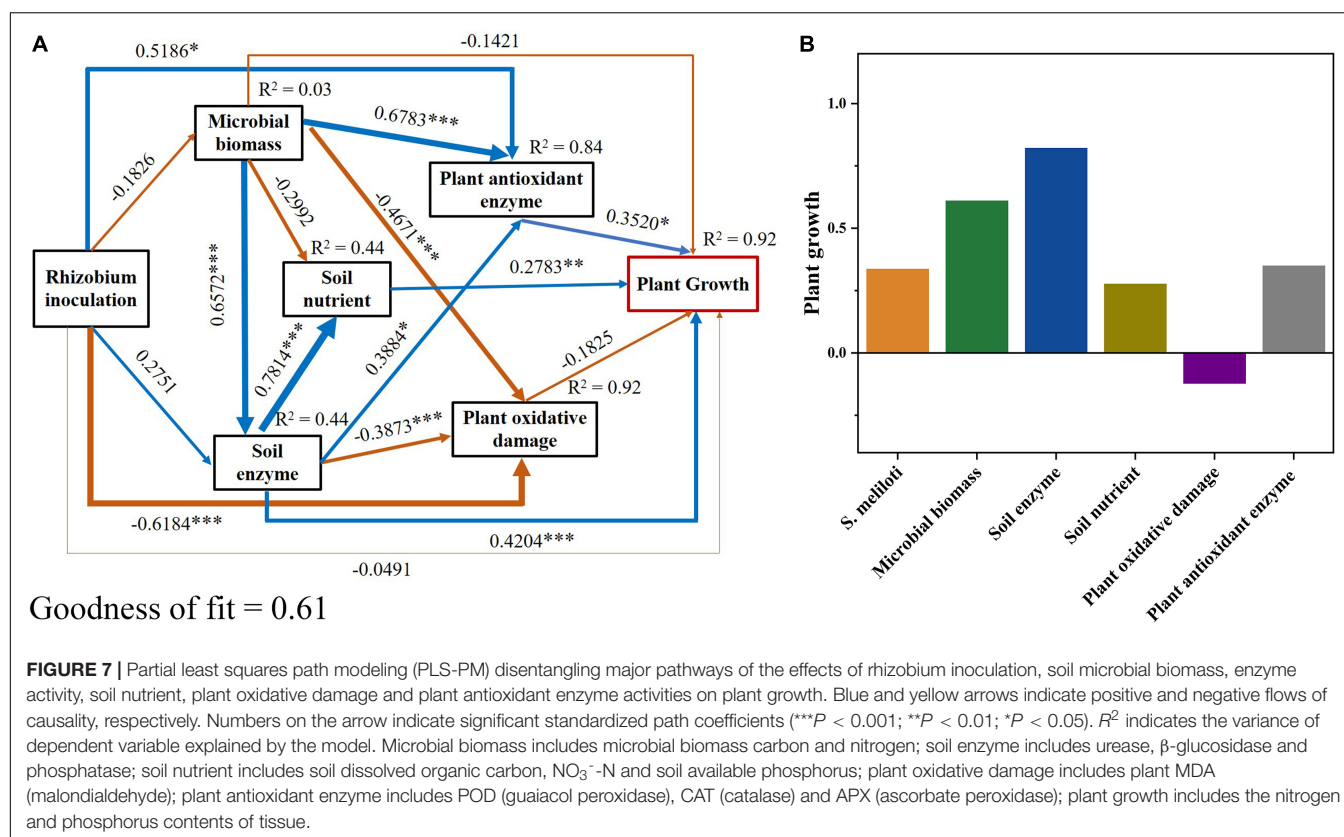 A
0.5186*
-0.1421
R² = 0.03
Microbial
biomass
0.6783***
R² = 0.84
Plant antioxidant
enzyme
-0.1826
-0.2992
-0.4671***
0.3520*
R² = 0.92
R² = 0.44
Rhizobium
inoculation
0.6572***
Soil
nutrient
0.2783**
Plant Growth
0.2751
0.7814***
0.3884*
-0.1825
R² = 0.92
R² = 0.44
Plant oxidative
damage
-0.3873***
Soil
enzyme
-0.6184***
0.4204***
-0.0491
Goodness of fit = 0.61
B
Plant growth
1.0
0.5
0.0
S. meliloti
Microbial biomass
Soil enzyme
Soil nutrient
Plant oxidative damage
Plant antioxidant enzyme
FIGURE 7 | Partial least squares path modeling (PLS-PM) disentangling major pathways of the effects of rhizobium inoculation, soil microbial biomass, enzyme
activity, soil nutrient, plant oxidative damage and plant antioxidant enzyme activities on plant growth. Blue and yellow arrows indicate positive and negative flows of
causality, respectively. Numbers on the arrow indicate significant standardized path coefficients (***P < 0.001; **P < 0.01; *P < 0.05). R² indicates the variance of
dependent variable explained by the model. Microbial biomass includes microbial biomass carbon and nitrogen; soil enzyme includes urease, β-glucosidase and
phosphatase; soil nutrient includes soil dissolved organic carbon, NO₃⁻-N and soil available phosphorus; plant oxidative damage includes plant MDA
(malondialdehyde); plant antioxidant enzyme includes POD (guaiacol peroxidase), CAT (catalase) and APX (ascorbate peroxidase); plant growth includes the nitrogen
and phosphorus contents of tissue.